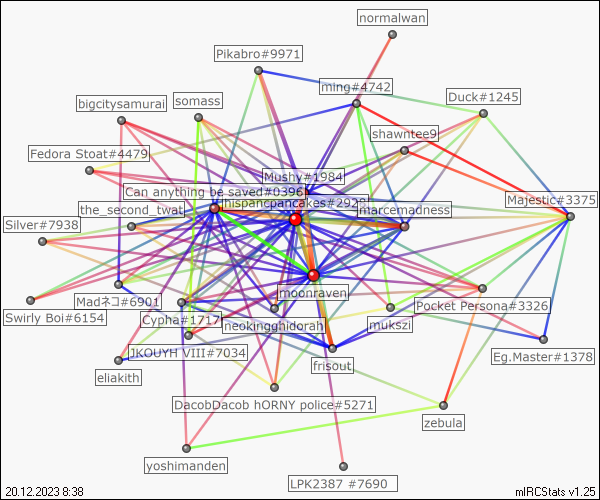 normalwan
Pikabro#9971
ming#4742
Duck#1245
bigcitysamurai
somass
shawntee9
Fedora Stoat#4479
Mushy#1984
Can anything be saved#0396
Majestic#3375
the_second_twat
marcemadness
Silver#7938
moonraven
Madネコ#6901
Pocket Persona#3326
Swirly Boi#6154
Cypha#1717
neokingghidorah
mukszi
JKOUYH VIII#7034
Eg.Master#1378
frisout
eliakith
DacobDacob hORNY police#5271
zebula
yoshimanden
LPK2387 #7690
20.12.2023 8:38
mIRCStats v1.25